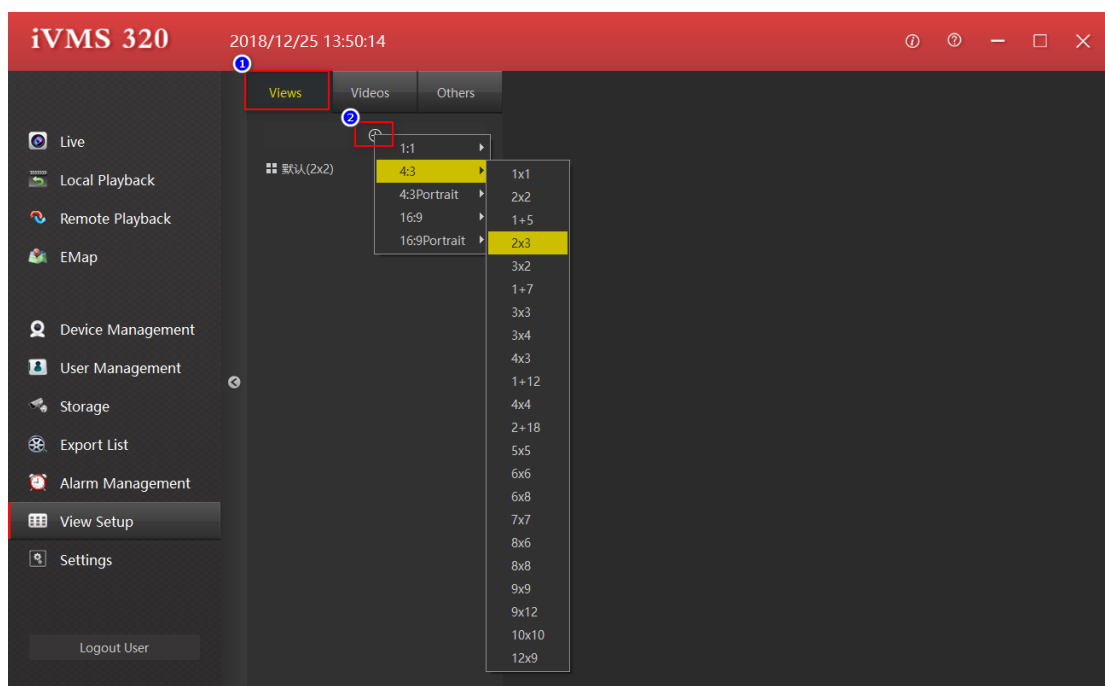 iVMS 320
2018/12/25 13:50:14
1
Views
Videos
Others
2
默认(2x2)
1:1
4:3
4:3Portrait
16:9
16:9Portrait
1x1
2x2
1+5
2x3
3x2
1+7
3x3
3x4
4x3
1+12
4x4
2+18
5x5
6x6
6x8
7x7
8x6
8x8
9x9
9x12
10x10
12x9
Live
Local Playback
Remote Playback
EMap
Device Management
User Management
Storage
Export List
Alarm Management
View Setup
Settings
Logout User